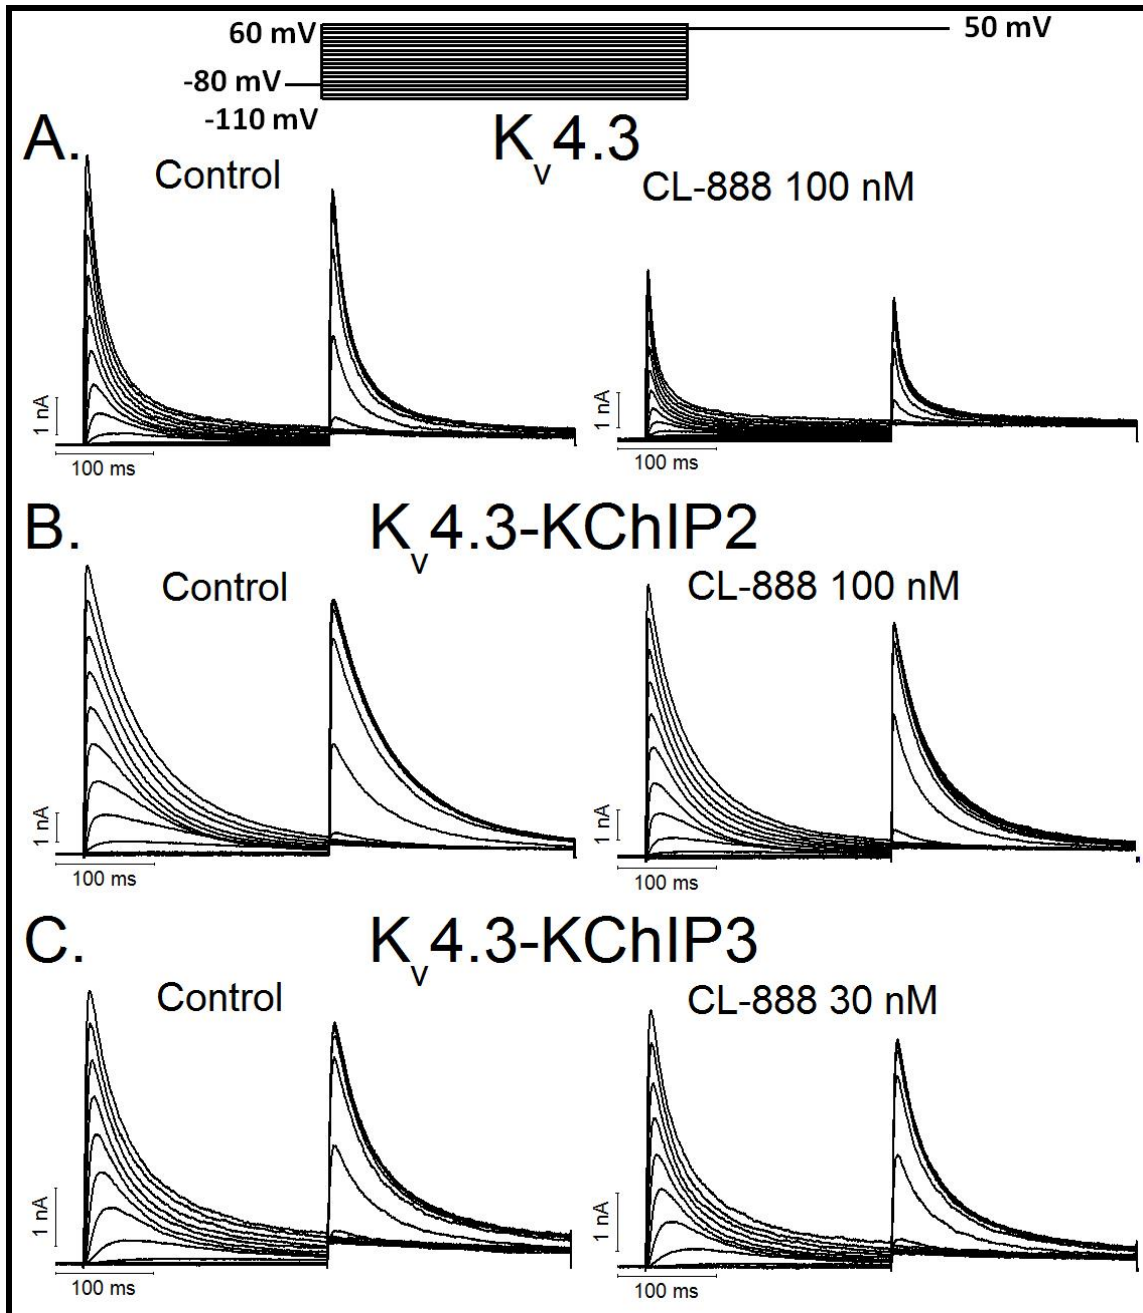 60 mV
50 mV
-80 mV
-110 mV
A.
Kv4.3
Control
CL-888 100 nM
1 nA
100 ms
1 nA
100 ms
B.
Kv4.3-KChIP2
Control
CL-888 100 nM
1 nA
100 ms
1 nA
100 ms
C.
Kv4.3-KChIP3
Control
CL-888 30 nM
1 nA
100 ms
1 nA
100 ms